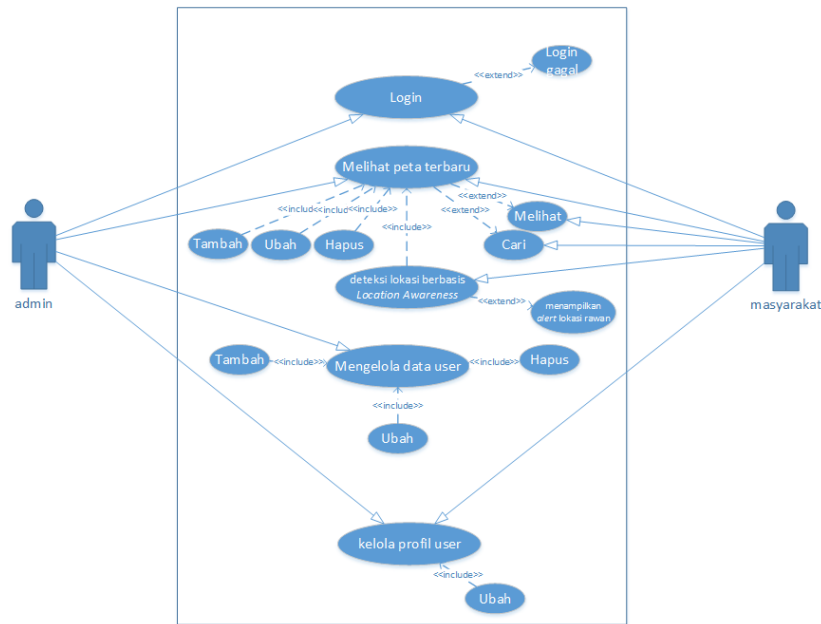 Login
gagal
<<extend>>
Login
Melihat peta terbaru
<<includ
<<includ
<<include>>
<<extend>>
<<extend>>
<<include>>
Melihat
Tambah
Ubah
Hapus
Cari
deteksi lokasi berbasis
Location Awareness
<<extend>>
menampilkan
alert lokasi rawan
admin
masyarakat
Tambah
<<include>>
Mengelola data user
<<include>>
Hapus
<<include>>
Ubah
kelola profil user
<<include>>
Ubah